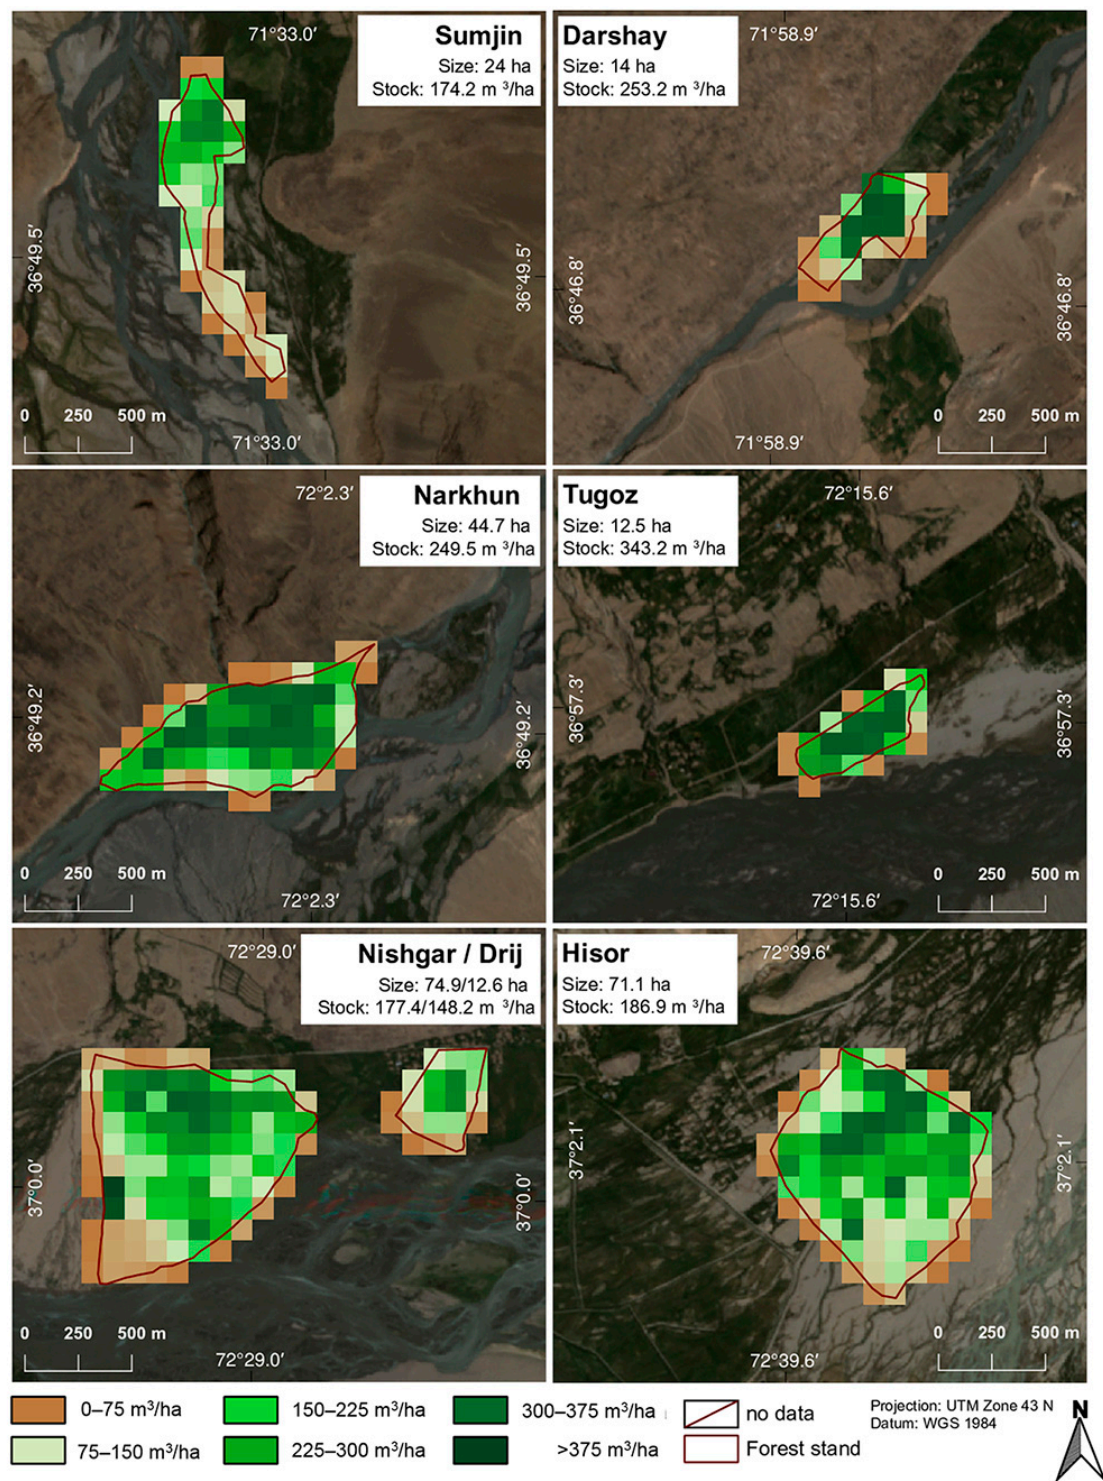 71°33.0′
Sumjin
Size: 24 ha
Stock: 174.2 m ³/ha
36°49.5′
36°49.5′
0 250 500 m
71°33.0′
Darshay
71°58.9′
Size: 14 ha
Stock: 253.2 m ³/ha
36°46.8′
36°46.8′
71°58.9′
0 250 500 m
72°2.3′
Narkhun
Size: 44.7 ha
Stock: 249.5 m ³/ha
36°49.2′
36°49.2′
0 250 500 m
72°2.3′
Tugoz
72°15.6′
Size: 12.5 ha
Stock: 343.2 m ³/ha
36°57.3′
36°57.3′
0 250 500 m
72°15.6′
72°29.0′
Nishgar / Drij
Size: 74.9/12.6 ha
Stock: 177.4/148.2 m ³/ha
37°0.0′
37°0.0′
0 250 500 m
72°29.0′
Hisor
72°39.6′
Size: 71.1 ha
Stock: 186.9 m ³/ha
37°2.1′
37°2.1′
0 250 500 m
72°39.6′
0–75 m³/ha
75–150 m³/ha
150–225 m³/ha
225–300 m³/ha
300–375 m³/ha
>375 m³/ha
no data
Forest stand
Projection: UTM Zone 43 N
Datum: WGS 1984
N